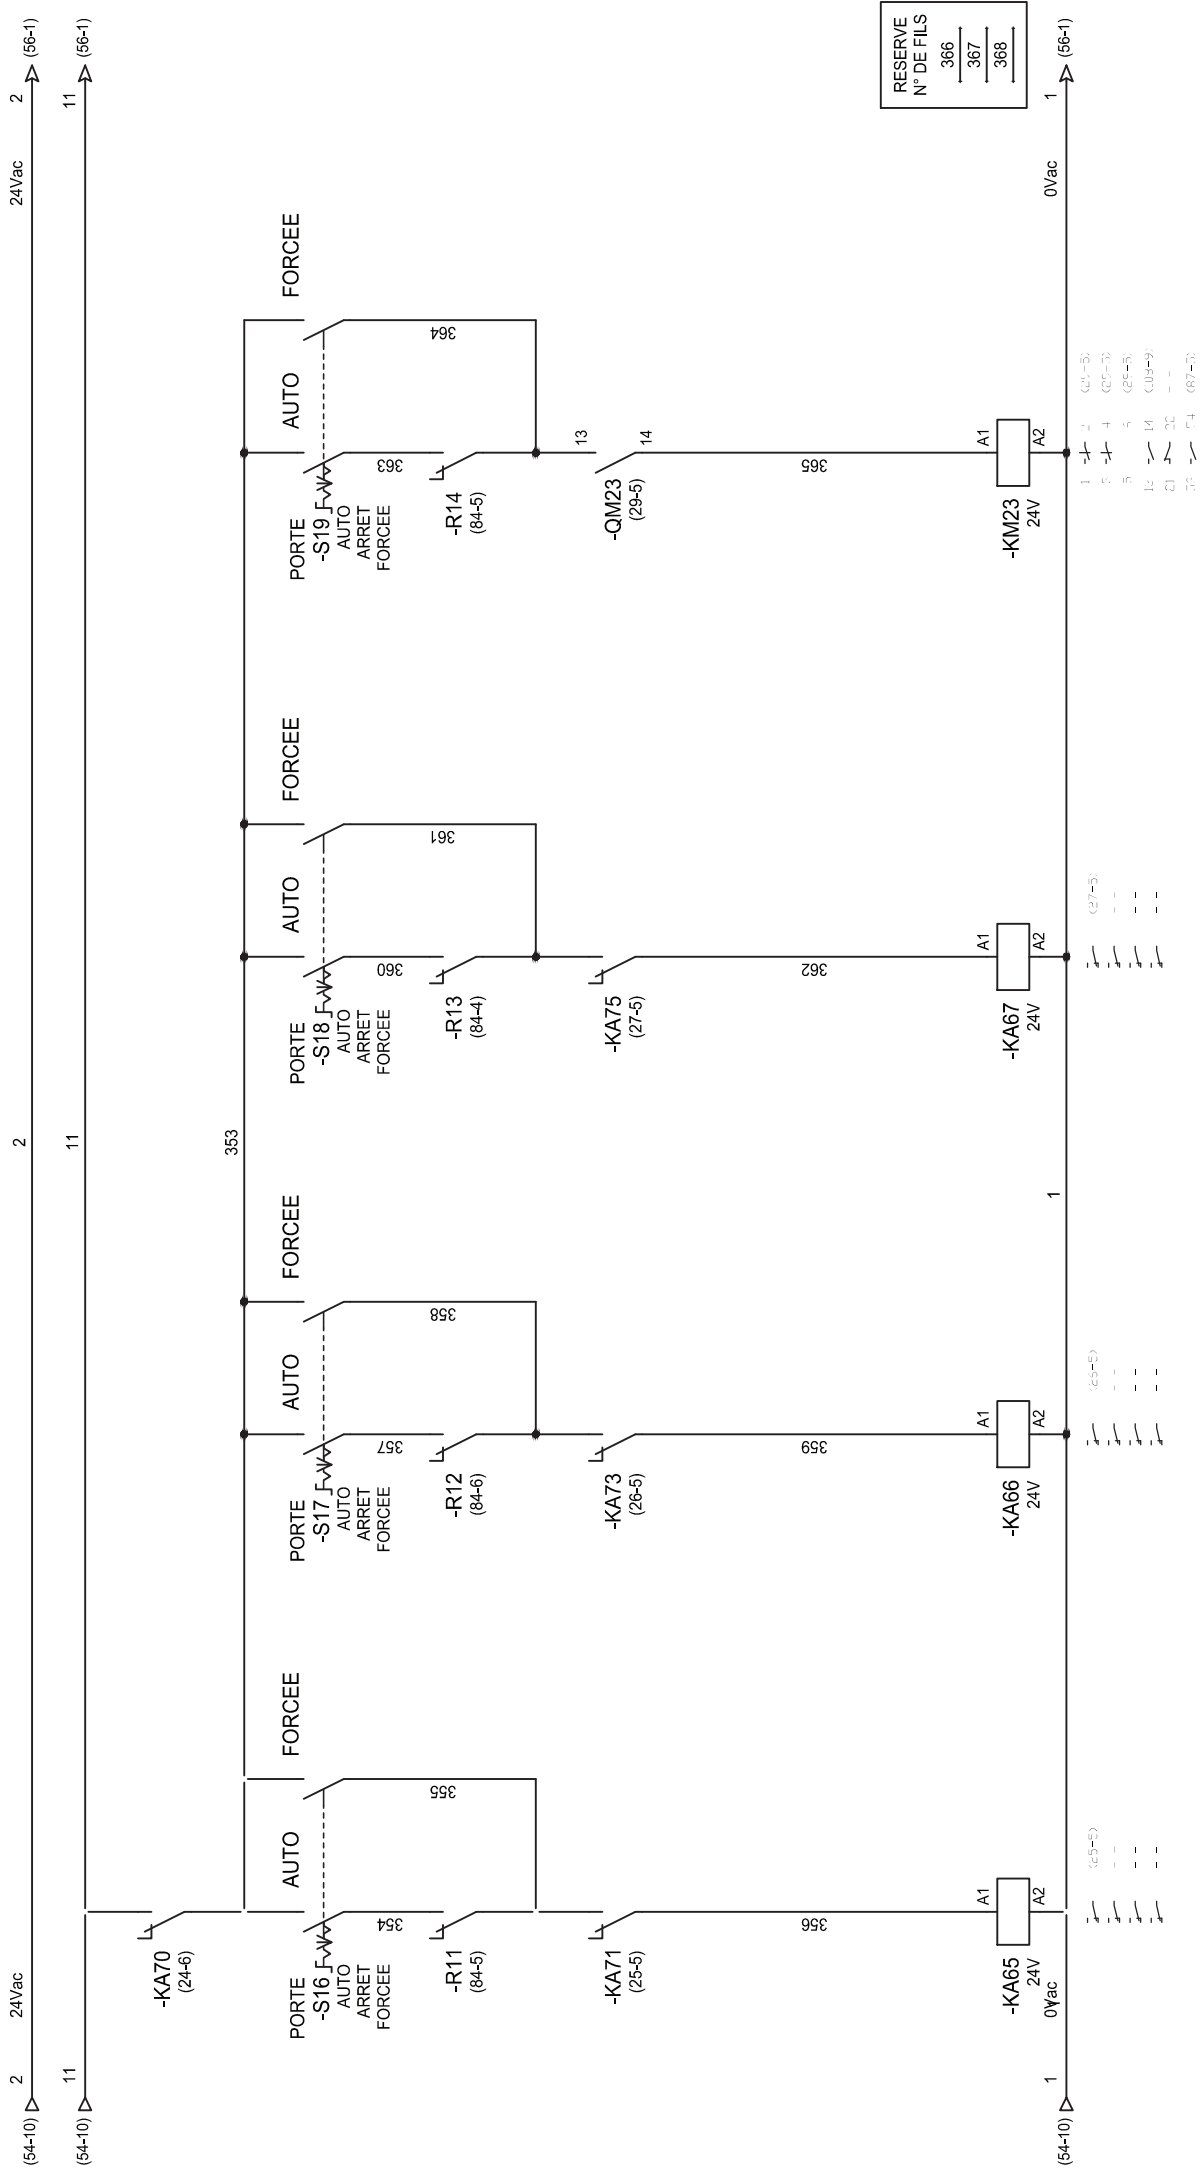 (54-10)
2
24Vac
2
24Vac
2
(56-1)
(54-10)
11
11
11
(56-1)
-KA70
(24-6)
353
PORTE
-S16
AUTO
ARRET
FORCEE
AUTO
FORCEE
354
355
-R11
(84-5)
-KA71
(25-5)
356
A1
A2
-KA65
24V
PORTE
-S17
AUTO
ARRET
FORCEE
AUTO
FORCEE
357
358
-R12
(84-6)
-KA73
(26-5)
359
A1
A2
-KA66
24V
PORTE
-S18
AUTO
ARRET
FORCEE
AUTO
FORCEE
360
361
-R13
(84-4)
-KA75
(27-5)
362
A1
A2
-KA67
24V
PORTE
-S19
AUTO
ARRET
FORCEE
AUTO
FORCEE
363
364
-R14
(84-5)
13
14
-QM23
(29-5)
365
A1
A2
-KM23
24V
RESERVE
N° DE FILS
366
367
368
(54-10)
1
0Vac
1
0Vac
1
(56-1)